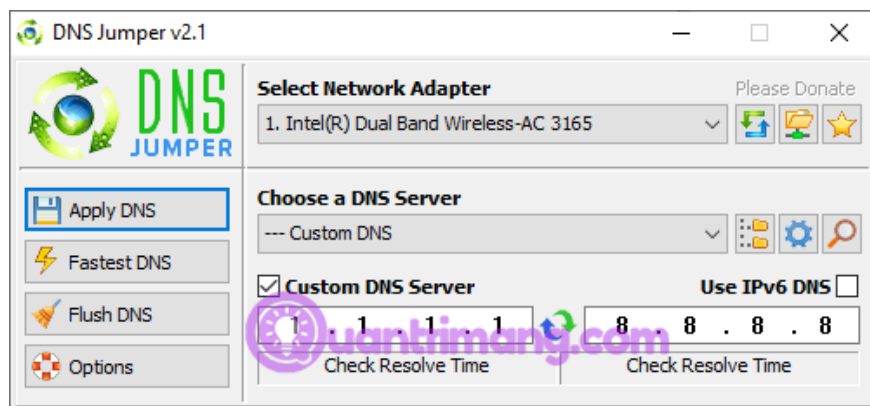 DNS Jumper v2.1
DNS
JUMPER
Select Network Adapter
Please Donate
1. Intel(R) Dual Band Wireless-AC 3165
Apply DNS
Fastest DNS
Flush DNS
Options
Choose a DNS Server
--- Custom DNS
Custom DNS Server
Use IPv6 DNS
1 . 1 . 1 . 1
8 . 8 . 8 . 8
uantrimang.com
Check Resolve Time
Check Resolve Time